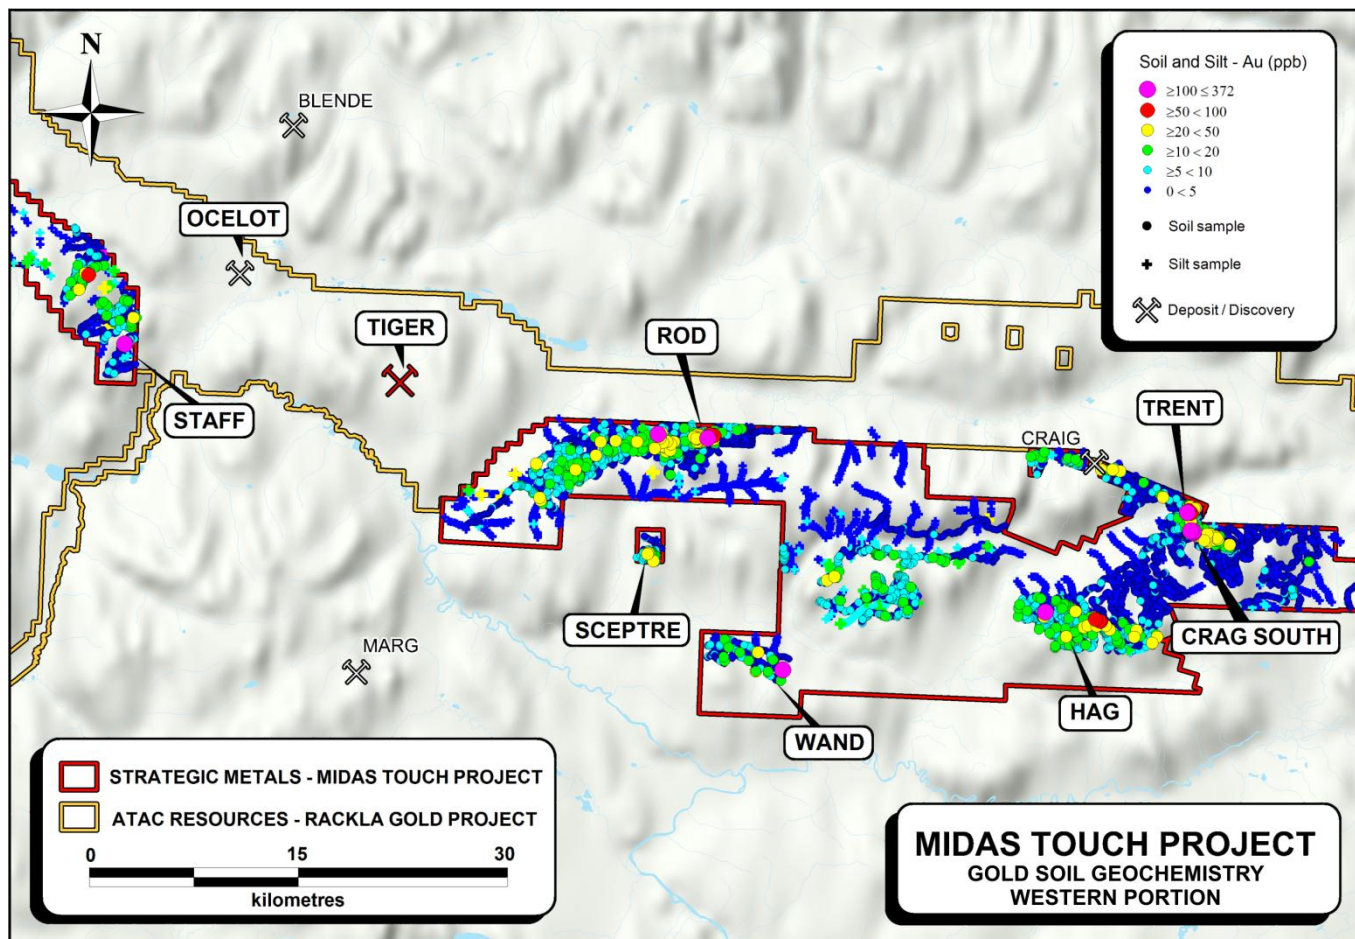 N
BLENDE
OCELOT
TIGER
ROD
STAFF
TRENT
CRAIG
SCEPTRE
CRAG SOUTH
MARG
HAG
WAND
Soil and Silt - Au (ppb)
≥100 ≤ 372
≥50 < 100
≥20 < 50
≥10 < 20
≥5 < 10
0 < 5
Soil sample
Silt sample
Deposit / Discovery
STRATEGIC METALS - MIDAS TOUCH PROJECT
ATAC RESOURCES - RACKLA GOLD PROJECT
0 15 30
kilometres
MIDAS TOUCH PROJECT
GOLD SOIL GEOCHEMISTRY
WESTERN PORTION